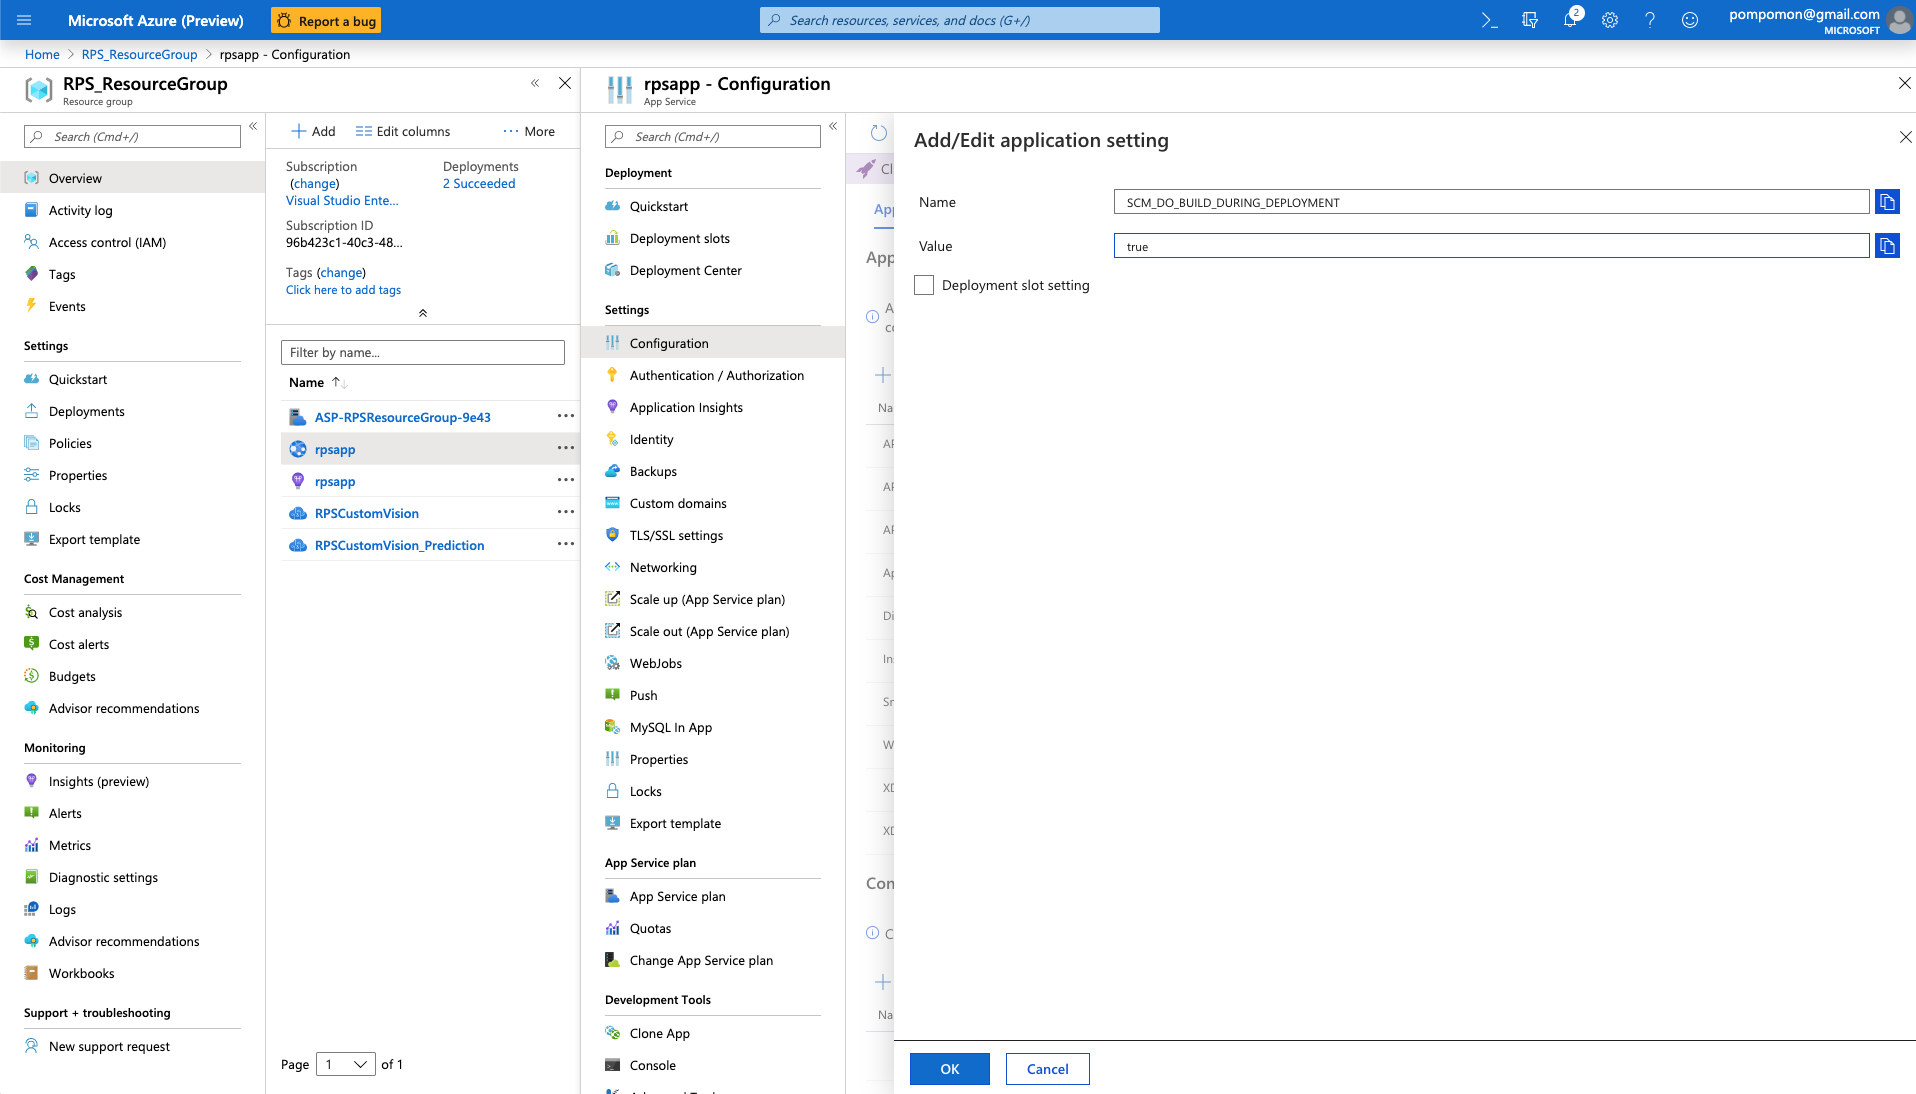 Microsoft Azure (Preview)
Report a bug
Search resources, services, and docs (G+/)
2
pompomon@gmail.com
MICROSOFT
Home > RPS_ResourceGroup > rpsapp - Configuration
RPS_ResourceGroup
Resource group
Search (Cmd+/)
Overview
Activity log
Access control (IAM)
Tags
Events
Settings
Quickstart
Deployments
Policies
Properties
Locks
Export template
Cost Management
Cost analysis
Cost alerts
Budgets
Advisor recommendations
Monitoring
Insights (preview)
Alerts
Metrics
Diagnostic settings
Logs
Advisor recommendations
Workbooks
Support + troubleshooting
New support request
Add
Edit columns
More
Subscription
(change)
Visual Studio Ente...
Deployments
2 Succeeded
Subscription ID
96b423c1-40c3-48...
Tags (change)
Click here to add tags
Filter by name...
Name
ASP-RPSResourceGroup-9e43
rpsapp
rpsapp
RPSCustomVision
RPSCustomVision_Prediction
Page 1 of 1
rpsapp - Configuration
App Service
Search (Cmd+/)
Deployment
Quickstart
Deployment slots
Deployment Center
Settings
Configuration
Authentication / Authorization
Application Insights
Identity
Backups
Custom domains
TLS/SSL settings
Networking
Scale up (App Service plan)
Scale out (App Service plan)
WebJobs
Push
MySQL In App
Properties
Locks
Export template
App Service plan
App Service plan
Quotas
Change App Service plan
Development Tools
Clone App
Console
Add/Edit application setting
Name
SCM_DO_BUILD_DURING_DEPLOYMENT
Value
true
Deployment slot setting
OK
Cancel